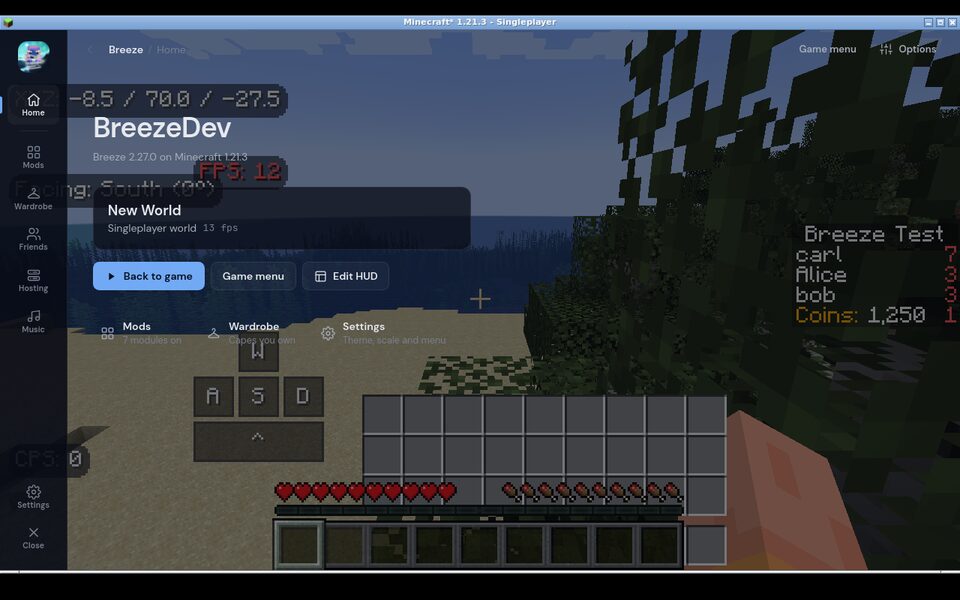 Minecraft* 1.21.3 - Singleplayer
Breeze / Home
Game menu
Options
-8.5 / 70.0 / -27.5
Home
BreezeDev
Breeze 2.27.0 on Minecraft 1.21.3
FPS: 12
Mods
Facing: South (0°)
Wardrobe
New World
Singleplayer world 13 fps
Friends
Breeze Test
carl 7
Alice 3
bob 3
Coins: 1,250 1
Back to game
Game menu
Edit HUD
Hosting
Music
Mods
7 modules on
Wardrobe
Capes you own
Settings
Theme, scale and menu
W
A S D
^
CPS: 0
Settings
Close